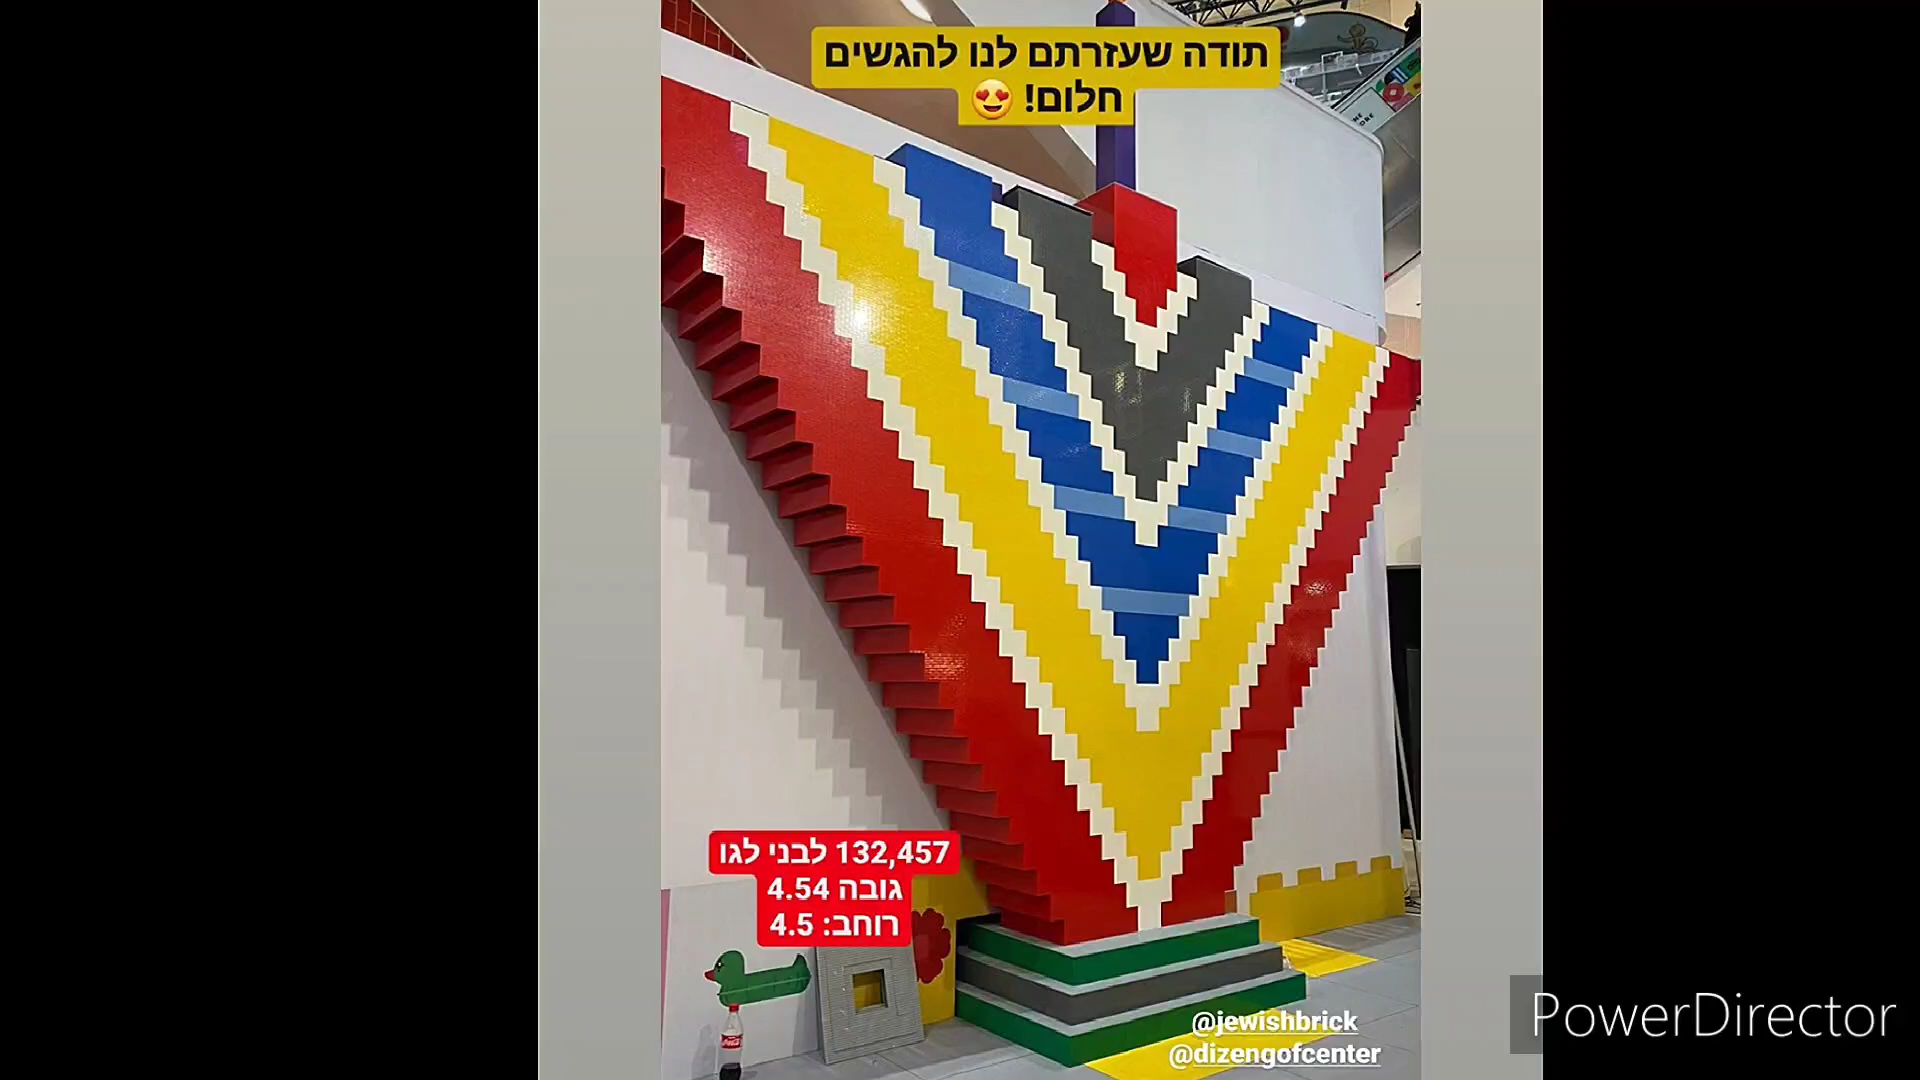 תודה שעזרתם לנו להגשים
חלום! 😍
132,457 לבני לגו
גובה 4.54
רוחב: 4.5
@jewishbrick
@dizengofcenter
PowerDirector